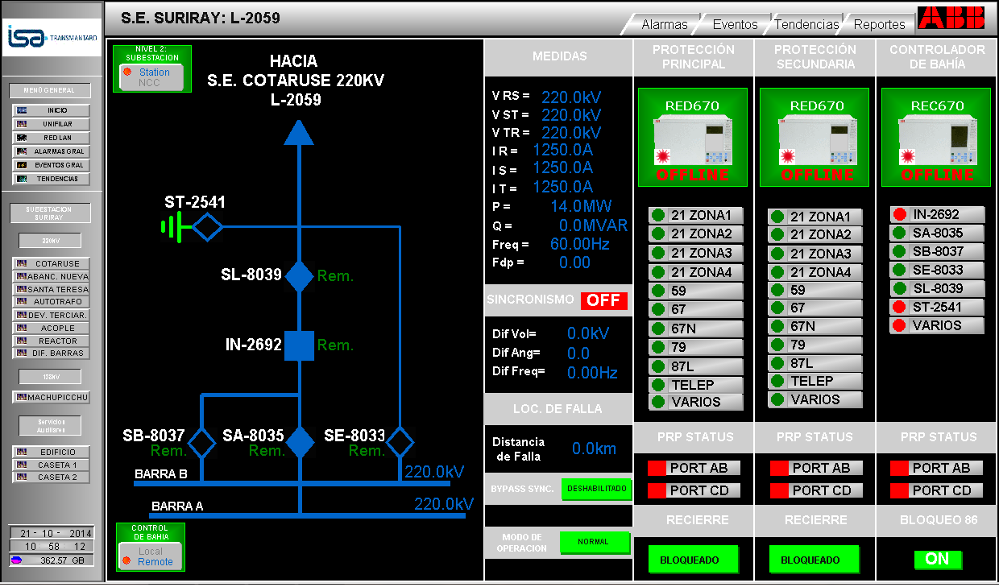 S.E. SURIRAY: L-2059
Alarmas
Eventos
Tendencias
Reportes
ABB
isa
TRANSMANTARO
MENÚ GENERAL
INICIO
UNIFILAR
RED LAN
ALARMAS GRAL
EVENTOS GRAL
TENDENCIAS
SUBESTACION
SURIRAY
220KV
COTARUSE
ABANC. NUEVA
SANTA TERESA
AUTOTRAFO
DEV. TERCIAR.
ACOPLE
REACTOR
DIF. BARRAS
138KV
MACHUPICCHU
Servicios
Auxiliares
EDIFICIO
CASETA 1
CASETA 2
21 - 10 - 2014
10 58 12
362.57 GB
NIVEL 2:
SUBESTACION
Station
NCC
HACIA
S.E. COTARUSE 220KV
L-2059
ST-2541
SL-8039
Rem.
IN-2692
Rem.
SB-8037
Rem.
SA-8035
Rem.
SE-8033
Rem.
BARRA B
220.0kV
BARRA A
220.0kV
CONTROL
DE BAHIA
Local
Remote
MEDIDAS
V RS = 220.0kV
V ST = 220.0kV
V TR = 220.0kV
I R = 1250.0A
I S = 1250.0A
I T = 1250.0A
P = 14.0MW
Q = 0.0MVAR
Freq = 60.00Hz
Fdp = 0.00
SINCRONISMO OFF
Dif Vol= 0.0kV
Dif Ang= 0.0
Dif Freq= 0.00Hz
LOC. DE FALLA
Distancia
de Falla
0.0km
BYPASS SYNC. DESHABILITADO
MODO DE
OPERACION
NORMAL
PROTECCIÓN
PRINCIPAL
RED670
OFFLINE
21 ZONA1
21 ZONA2
21 ZONA3
21 ZONA4
59
67
67N
79
87L
TELEP
VARIOS
PRP STATUS
PORT AB
PORT CD
RECIERRE
BLOQUEADO
PROTECCIÓN
SECUNDARIA
RED670
OFFLINE
21 ZONA1
21 ZONA2
21 ZONA3
21 ZONA4
59
67
67N
79
87L
TELEP
VARIOS
PRP STATUS
PORT AB
PORT CD
RECIERRE
BLOQUEADO
CONTROLADOR
DE BAHÍA
REC670
OFFLINE
IN-2692
SA-8035
SB-8037
SE-8033
SL-8039
ST-2541
VARIOS
PRP STATUS
PORT AB
PORT CD
BLOQUEO 86
ON